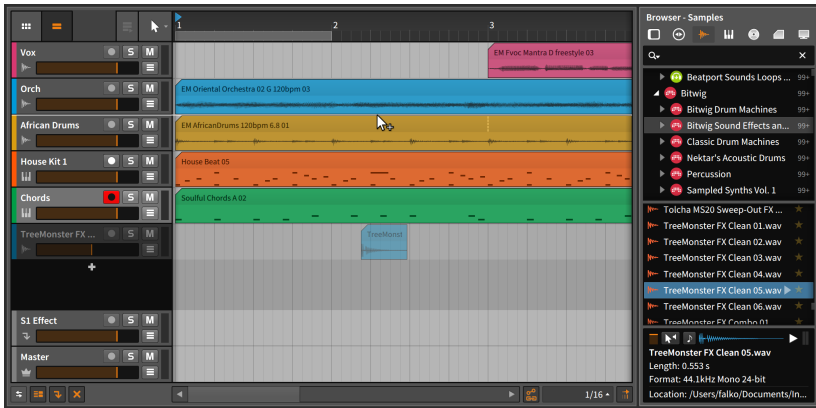 Browser - Samples
1
2
3
Vox
S M
EM Fvoc Mantra D freestyle 03
Orch
S M
EM Oriental Orchestra 02 G 120bpm 03
African Drums
S M
EM AfricanDrums 120bpm 6.8 01
House Kit 1
S M
House Beat 05
Chords
S M
Soulful Chords A 02
TreeMonster FX ...
S M
TreeMonst
+
S1 Effect
S M
Master
S M
1/16
Beatport Sounds Loops ... 99+
Bitwig 99+
Bitwig Drum Machines 99+
Bitwig Sound Effects an... 99+
Classic Drum Machines 99+
Nektar's Acoustic Drums 99+
Percussion 99+
Sampled Synths Vol. 1 99+
Tolcha MS20 Sweep-Out FX ...
TreeMonster FX Clean 01.wav
TreeMonster FX Clean 02.wav
TreeMonster FX Clean 03.wav
TreeMonster FX Clean 04.wav
TreeMonster FX Clean 05.wav
TreeMonster FX Clean 06.wav
TreeMonster FX Combo 01
TreeMonster FX Clean 05.wav
Length: 0.553 s
Format: 44.1kHz Mono 24-bit
Location: /Users/falko/Documents/In...